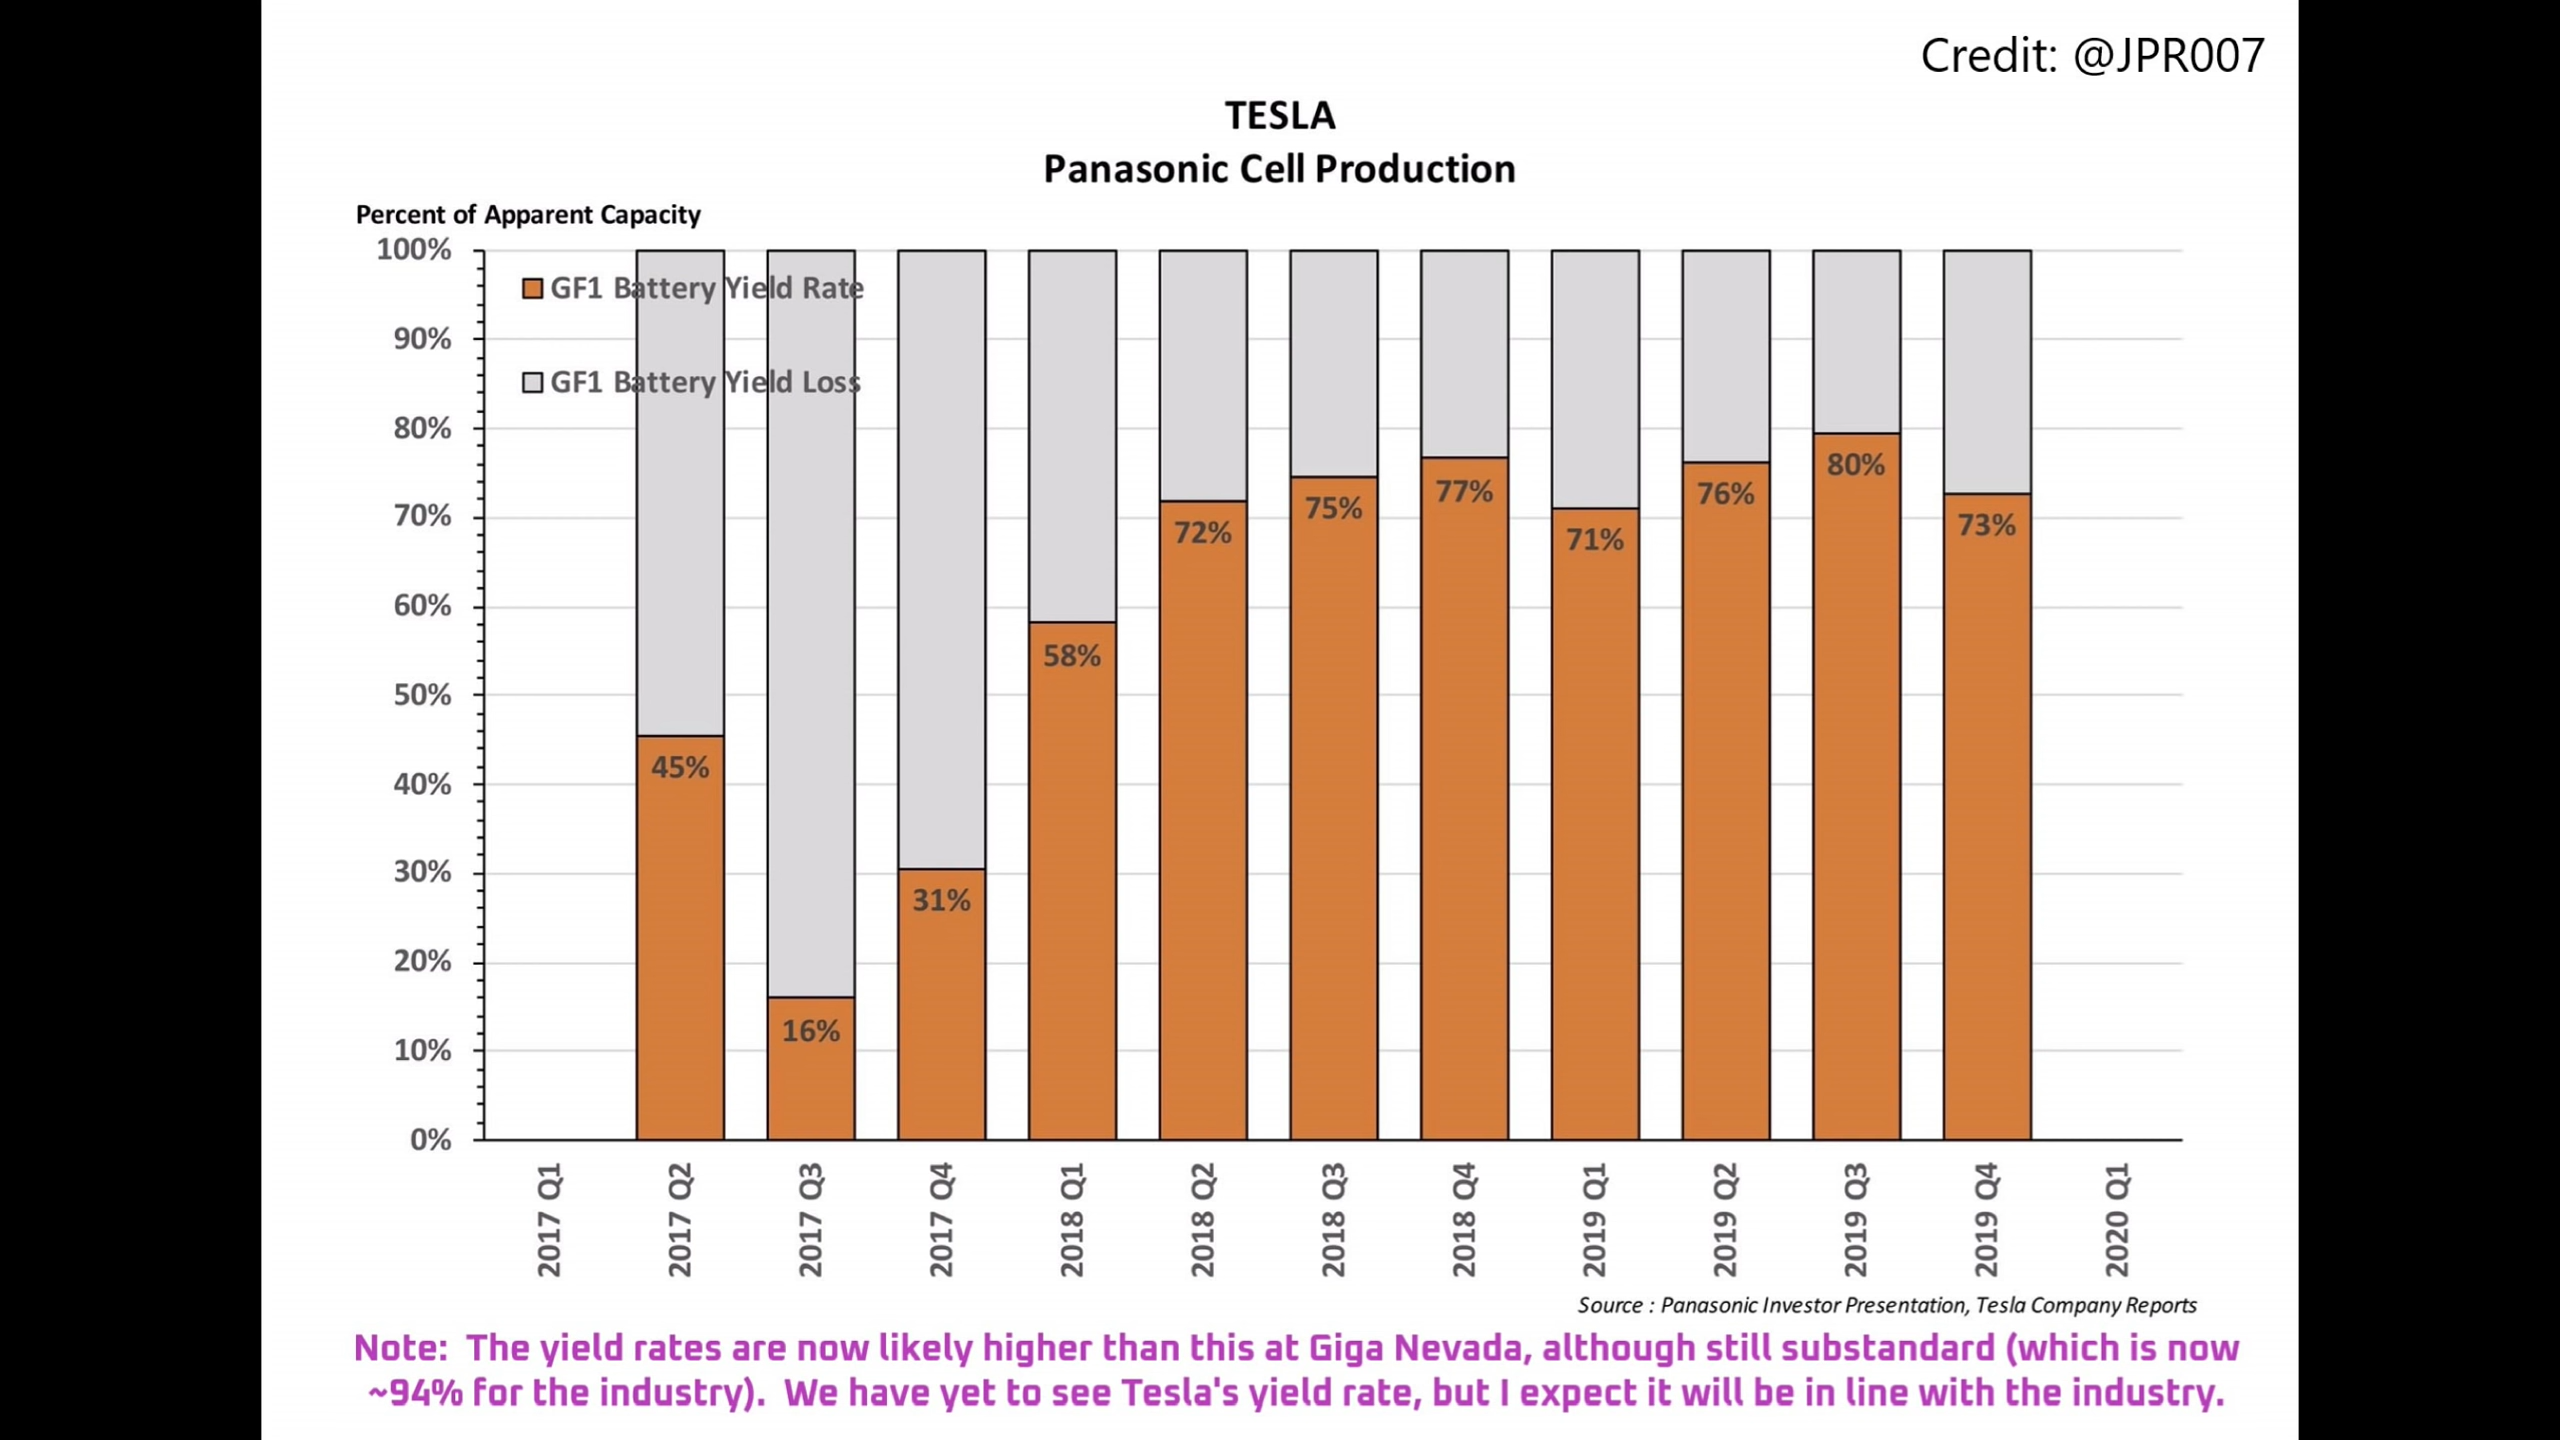 Credit: @JPR007
TESLA
Panasonic Cell Production
Percent of Apparent Capacity
100%
90%
80%
70%
60%
50%
40%
30%
20%
10%
0%
GF1 Battery Yield Rate
GF1 Battery Yield Loss
45%
16%
31%
58%
72%
75%
77%
71%
76%
80%
73%
2017 Q1
2017 Q2
2017 Q3
2017 Q4
2018 Q1
2018 Q2
2018 Q3
2018 Q4
2019 Q1
2019 Q2
2019 Q3
2019 Q4
2020 Q1
Source : Panasonic Investor Presentation, Tesla Company Reports
Note: The yield rates are now likely higher than this at Giga Nevada, although still substandard (which is now
~94% for the industry). We have yet to see Tesla's yield rate, but I expect it will be in line with the industry.